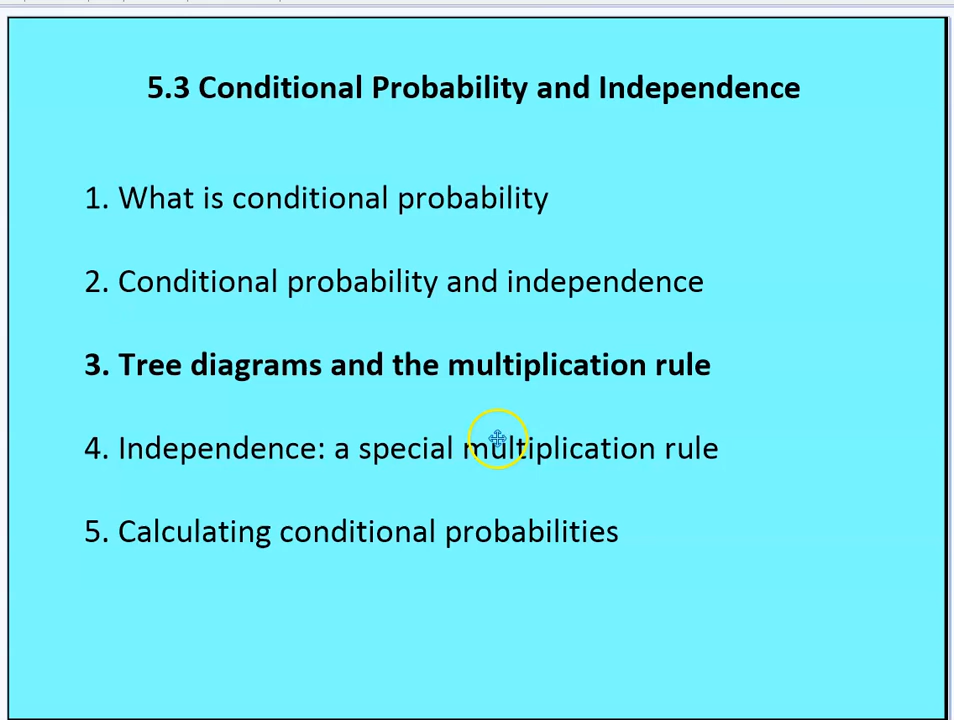 5.3 Conditional Probability and Independence
1. What is conditional probability
2. Conditional probability and independence
3. Tree diagrams and the multiplication rule
4. Independence: a special multiplication rule
5. Calculating conditional probabilities